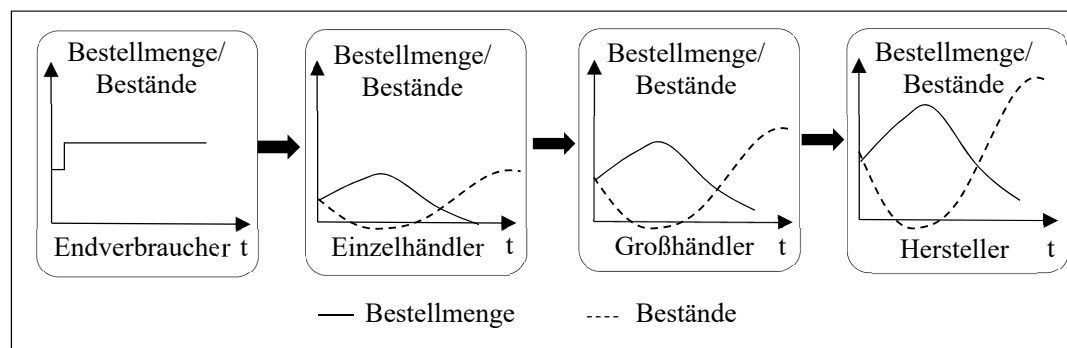 Bestellmenge/
Bestände
Endverbraucher t
Bestellmenge/
Bestände
Einzelhändler t
Bestellmenge/
Bestände
Großhändler t
Bestellmenge/
Bestände
Hersteller t
Bestellmenge
Bestände